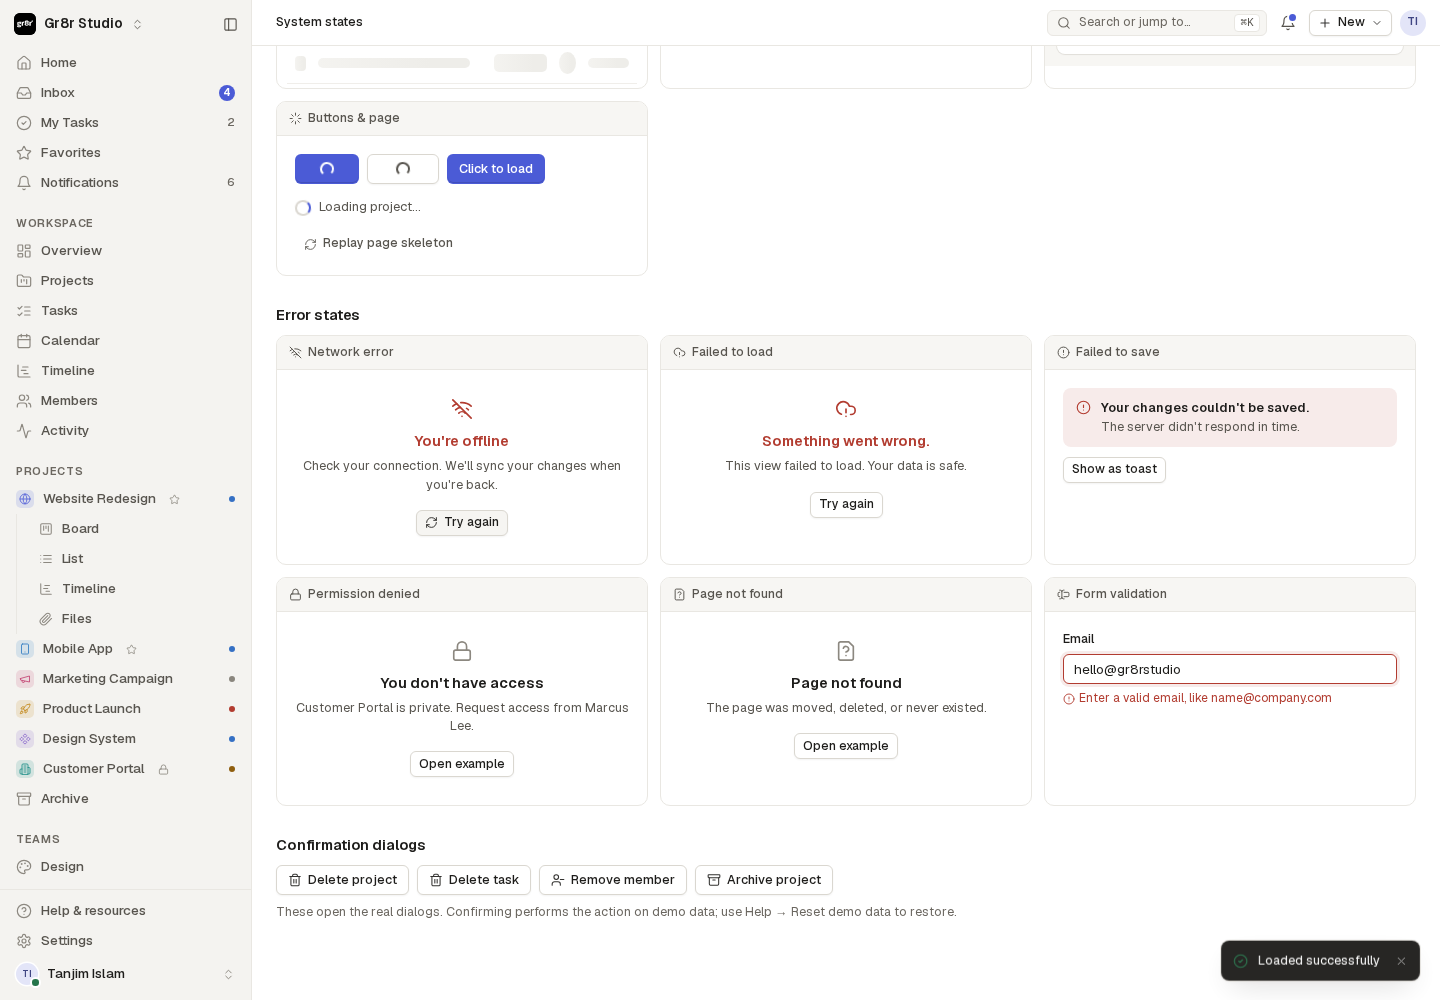 gr8r Gr8r Studio
Home
Inbox 4
My Tasks 2
Favorites
Notifications 6
WORKSPACE
Overview
Projects
Tasks
Calendar
Timeline
Members
Activity
PROJECTS
Website Redesign
Board
List
Timeline
Files
Mobile App
Marketing Campaign
Product Launch
Design System
Customer Portal
Archive
TEAMS
Design
Help & resources
Settings
TI Tanjim Islam
System states
Search or jump to... ⌘K
New
TI
Buttons & page
Click to load
Loading project...
Replay page skeleton
Error states
Network error
You're offline
Check your connection. We'll sync your changes when
you're back.
Try again
Failed to load
Something went wrong.
This view failed to load. Your data is safe.
Try again
Failed to save
Your changes couldn't be saved.
The server didn't respond in time.
Show as toast
Permission denied
You don't have access
Customer Portal is private. Request access from Marcus
Lee.
Open example
Page not found
Page not found
The page was moved, deleted, or never existed.
Open example
Form validation
Email
hello@gr8rstudio
Enter a valid email, like name@company.com
Confirmation dialogs
Delete project
Delete task
Remove member
Archive project
These open the real dialogs. Confirming performs the action on demo data; use Help → Reset demo data to restore.
Loaded successfully